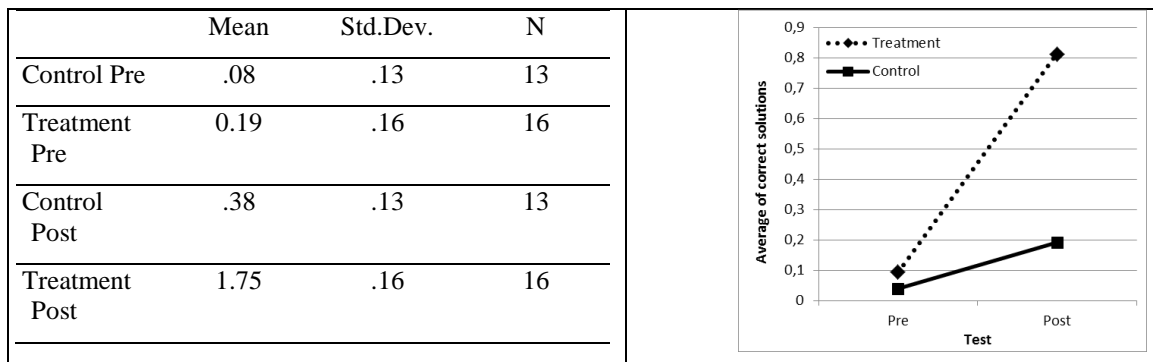 Mean Std.Dev. N
Control Pre .08 .13 13
Treatment
Pre
0.19 .16 16
Control
Post
.38 .13 13
Treatment
Post
1.75 .16 16
0,9
0,8
0,7
0,6
0,5
0,4
0,3
0,2
0,1
0
Average of correct solutions
Treatment
Control
Pre Post
Test